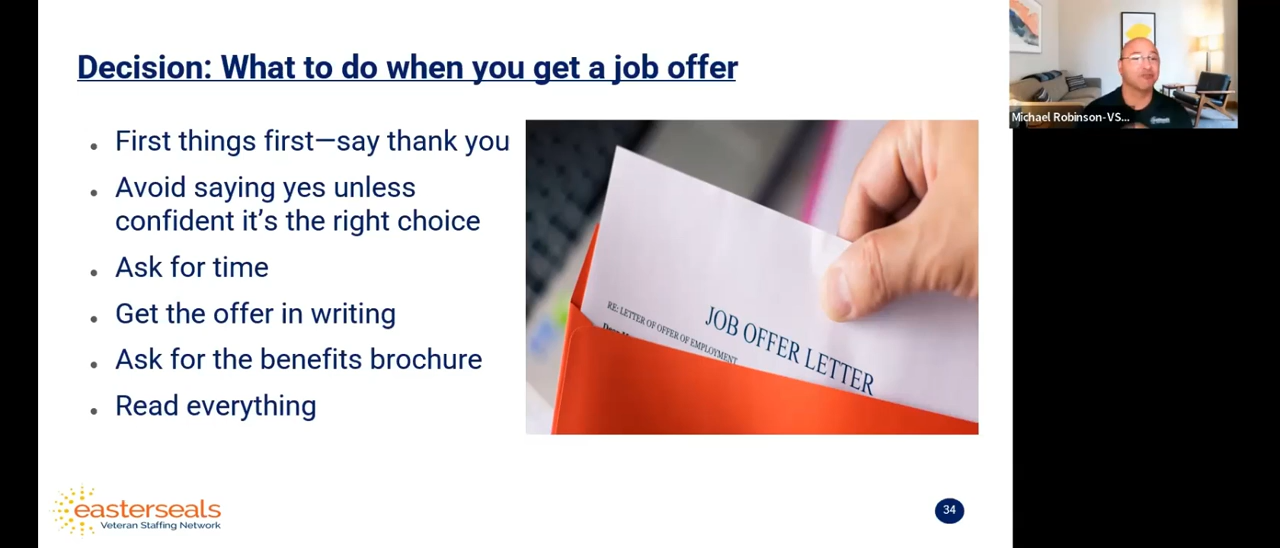 Decision: What to do when you get a job offer
First things first—say thank you
Avoid saying yes unless
confident it's the right choice
Ask for time
Get the offer in writing
Ask for the benefits brochure
Read everything
RE: LETTER OF OFFER OF EMPLOYMENT
JOB OFFER LETTER
easterseals
Veteran Staffing Network
34
Michael Robinson-VS...